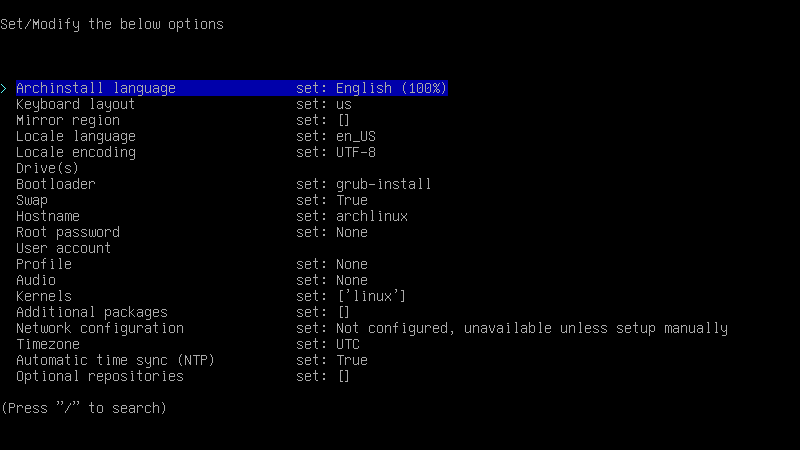 Set/Modify the below options
> Archinstall language set: English (100%)
Keyboard layout set: us
Mirror region set: []
Locale language set: en_US
Locale encoding set: UTF-8
Drive(s)
Bootloader set: grub-install
Swap set: True
Hostname set: archlinux
Root password set: None
User account
Profile set: None
Audio set: None
Kernels set: ['linux']
Additional packages set: []
Network configuration set: Not configured, unavailable unless setup manually
Timezone set: UTC
Automatic time sync (NTP) set: True
Optional repositories set: []
(Press "/" to search)